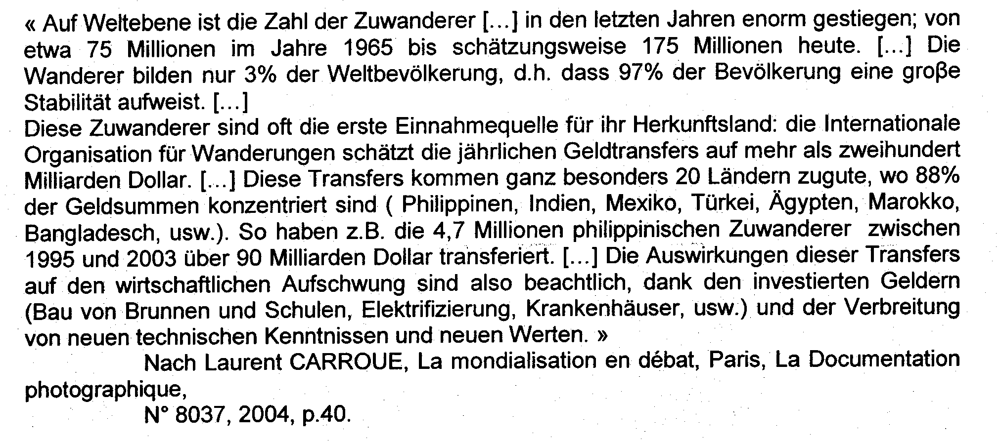 « Auf Weltebene ist die Zahl der Zuwanderer [...] in den letzten Jahren enorm gestiegen; von
etwa 75 Millionen im Jahre 1965 bis schätzungsweise 175 Millionen heute. [...] Die
Wanderer bilden nur 3% der Weltbevölkerung, d.h. dass 97% der Bevölkerung eine große
Stabilität aufweist. [...]
Diese Zuwanderer sind oft die erste Einnahmequelle für ihr Herkunftsland: die Internationale
Organisation für Wanderungen schätzt die jährlichen Geldtransfers auf mehr als zweihundert
Milliarden Dollar. [...] Diese Transfers kommen ganz besonders 20 Ländern zugute, wo 88%
der Geldsummen konzentriert sind ( Philippinen, Indien, Mexiko, Türkei, Ägypten, Marokko,
Bangladesch, usw.). So haben z.B. die 4,7 Millionen philippinischen Zuwanderer zwischen
1995 und 2003 über 90 Milliarden Dollar transferiert. [...] Die Auswirkungen dieser Transfers
auf den wirtschaftlichen Aufschwung sind also beachtlich, dank den investierten Geldern
(Bau von Brunnen und Schulen, Elektrifizierung, Krankenhäuser, usw.) und der Verbreitung
von neuen technischen Kenntnissen und neuen Werten. »
Nach Laurent CARROUE, La mondialisation en débat, Paris, La Documentation
photographique,
N° 8037, 2004, p.40.